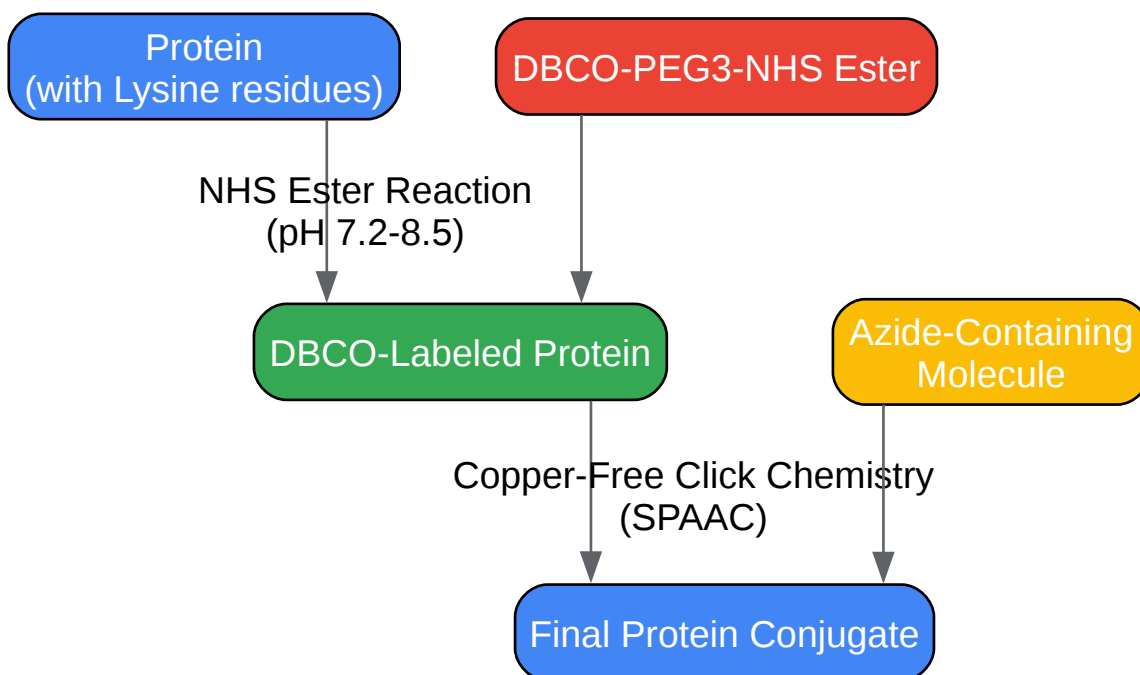 Protein
(with Lysine residues)
DBCO-PEG3-NHS Ester
NHS Ester Reaction
(pH 7.2-8.5)
DBCO-Labeled Protein
Azide-Containing
Molecule
Copper-Free Click Chemistry
(SPAAC)
Final Protein Conjugate